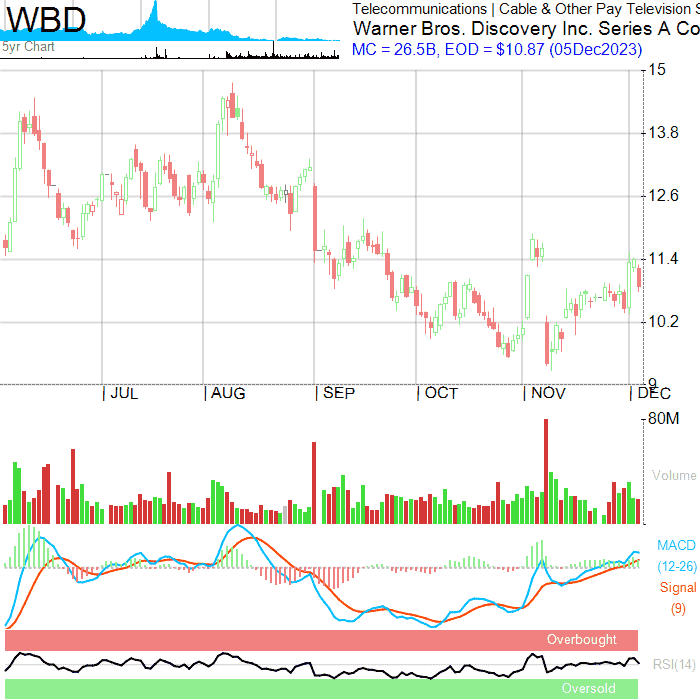 WBD
5yr Chart
Telecommunications | Cable & Other Pay Television S
Warner Bros. Discovery Inc. Series A Co
MC = 26.5B, EOD = $10.87 (05Dec2023)
15
13.8
12.6
11.4
10.2
9
| JUL | AUG | SEP | OCT | NOV | DEC
80M
Volume
MACD
(12-26)
Signal
(9)
Overbought
RSI(14)
Oversold